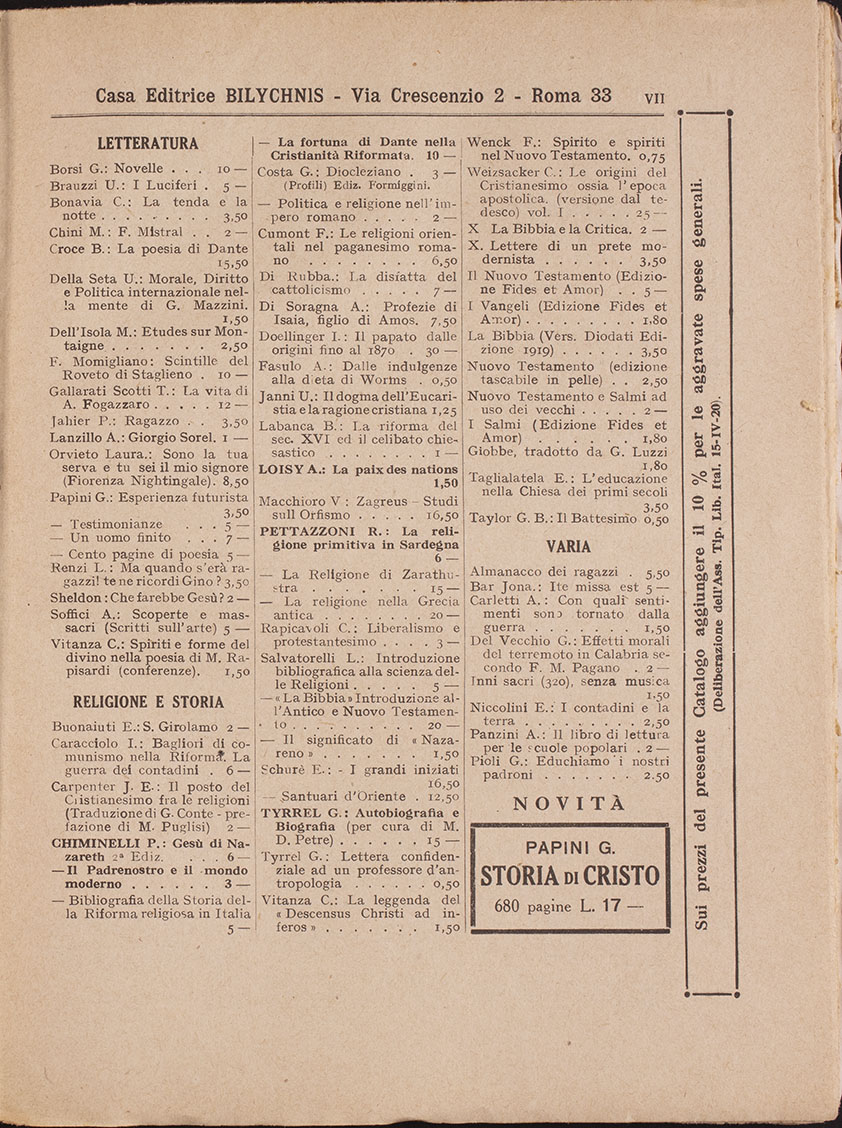 Casa Editrice BILYCHNIS - Via Crescenzio 2 - Roma 33 VII
LETTERATURA
Borsi G.: Novelle . . . 10 —
Brauzzi U.: I Luciferi . 5 —
Bonavia C.: La tenda e la
notte . . . . . . . . 3,50
Chini M.: F. Mistral . . 2 —
Croce B.: La poesia di Dante
15,50
Della Seta U.: Morale, Diritto
e Politica internazionale nel-
la mente di G. Mazzini.
1,50
Dell'Isola M.: Etudes sur Mon-
taigne . . . . . . . 2,50
F. Momigliano: Scintille del
Roveto di Staglieno . 10 —
Gallarati Scotti T.: La vita di
A. Fogazzaro . . . . . 12 —
Jahier P.: Ragazzo . . 3,50
Lanzillo A.: Giorgio Sorel. 1 —
Orvieto Laura.: Sono la tua
serva e tu sei il mio signore
(Fiorenza Nightingale). 8,50
Papini G.: Esperienza futurista
3,50
— Testimonianze . . . 5 —
— Un uomo finito . . . 7 —
— Cento pagine di poesia 5 —
Renzi L.: Ma quando s'erà ra-
gazzi! te ne ricordi Gino? 3,50
Sheldon: Che farebbe Gesù? 2 —
Soffici A.: Scoperte e mas-
sacri (Scritti sull'arte) 5 —
Vitanza C.: Spiriti e forme del
divino nella poesia di M. Ra-
pisardi (conferenze). 1,50
RELIGIONE E STORIA
Buonaiuti E.: S. Girolamo 2 —
Caracciolo I.: Bagliori di co-
munismo nella Riforma. La
guerra dei contadini . 6 —
Carpenter J. E.: Il posto del
Cristianesimo fra le religioni
(Traduzione di G. Conte - pre-
fazione di M. Puglisi) 2 —
CHIMINELLI P.: Gesù di Na-
zareth 2ª Ediz. . . . 6 —
— Il Padrenostro e il mondo
moderno . . . . . . 3 —
— Bibliografia della Storia del-
la Riforma religiosa in Italia
5 —
— La fortuna di Dante nella
Cristianità Riformata. 10 —
Costa G.: Diocleziano . 3 —
(Profili) Ediz. Formiggini.
— Politica e religione nell'im-
pero romano . . . . . 2 —
Cumont F.: Le religioni orien-
tali nel paganesimo roma-
no . . . . . . . . 6,50
Di Rubba.: La disfatta del
cattolicismo . . . . . 7 —
Di Soragna A.: Profezie di
Isaia, figlio di Amos. 7,50
Doellinger I.: Il papato dalle
origini fino al 1870 . 30 —
Fasulo A.: Dalle indulgenze
alla dieta di Worms . 0,50
Janni U.: Il dogma dell'Eucari-
stia e la ragione cristiana 1,25
Labanca B.: La riforma del
sec. XVI ed il celibato chie-
sastico . . . . . . . . 1 —
LOISY A.: La paix des nations
1,50
Macchioro V : Zagreus - Studi
sull Orfismo . . . . . 16,50
PETTAZZONI R.: La reli-
gione primitiva in Sardegna
6 —
— La Religione di Zarathu-
stra . . . . . . . 15 —
— La religione nella Grecia
antica . . . . . . . 20 —
Rapicavoli C.: Liberalismo e
protestantesimo . . . . 3 —
Salvatorelli L.: Introduzione
bibliografica alla scienza del-
le Religioni . . . . . 5 —
— « La Bibbia » Introduzione al-
l'Antico e Nuovo Testamen-
to . . . . . . . . . 20 —
— Il significato di « Naza-
reno » . . . . . . . 1,50
Schurè E.: - I grandi iniziati
16,50
— Santuari d'Oriente . 12,50
TYRREL G.: Autobiografia e
Biografia (per cura di M.
D. Petre) . . . . . 15 —
Tyrrel G.: Lettera confiden-
ziale ad un professore d'an-
tropologia . . . . . . 0,50
Vitanza C.: La leggenda del
« Descensus Christi ad in-
feros » . . . . . . . 1,50
Wenck F.: Spirito e spiriti
nel Nuovo Testamento. 0,75
Weizsacker C.: Le origini del
Cristianesimo ossia l'epoca
apostolica. (versione dal te-
desco) vol. I . . . . . 25 —
X La Bibbia e la Critica. 2 —
X. Lettere di un prete mo-
dernista . . . . . . 3,50
Il Nuovo Testamento (Edizio-
ne Fides et Amor) . . 5 —
I Vangeli (Edizione Fides et
Amor) . . . . . . . . . 1,80
La Bibbia (Vers. Diodati Edi-
zione 1919) . . . . . . 3,50
Nuovo Testamento (edizione
tascabile in pelle) . . 2,50
Nuovo Testamento e Salmi ad
uso dei vecchi . . . . . 2 —
I Salmi (Edizione Fides et
Amor) . . . . . . 1,80
Giobbe, tradotto da G. Luzzi
1,80
Taglialatela E.: L'educazione
nella Chiesa dei primi secoli
3,50
Taylor G. B.: Il Battesimo 0,50
VARIA
Almanacco dei ragazzi . 5,50
Bar Jona.: Ite missa est 5 —
Carletti A.: Con quali senti-
menti sono tornato dalla
guerra . . . . . . . . 1,50
Del Vecchio G.: Effetti morali
del terremoto in Calabria se-
condo F. M. Pagano . 2 —
Inni sacri (320), senza musica
1.50
Niccolini E.: I contadini e la
terra . . . . . . . . . 2,50
Panzini A.: Il libro di lettura
per le scuole popolari . 2 —
Pioli G.: Educhiamo i nostri
padroni . . . . . . . 2.50
NOVITÀ
PAPINI G.
STORIA DI CRISTO
680 pagine L. 17 —
Sui prezzi del presente Catalogo aggiungere il 10 % per le aggravate spese generali.
(Deliberazione dell'Ass. Tip. Lib. Ital. 15-IV-20).